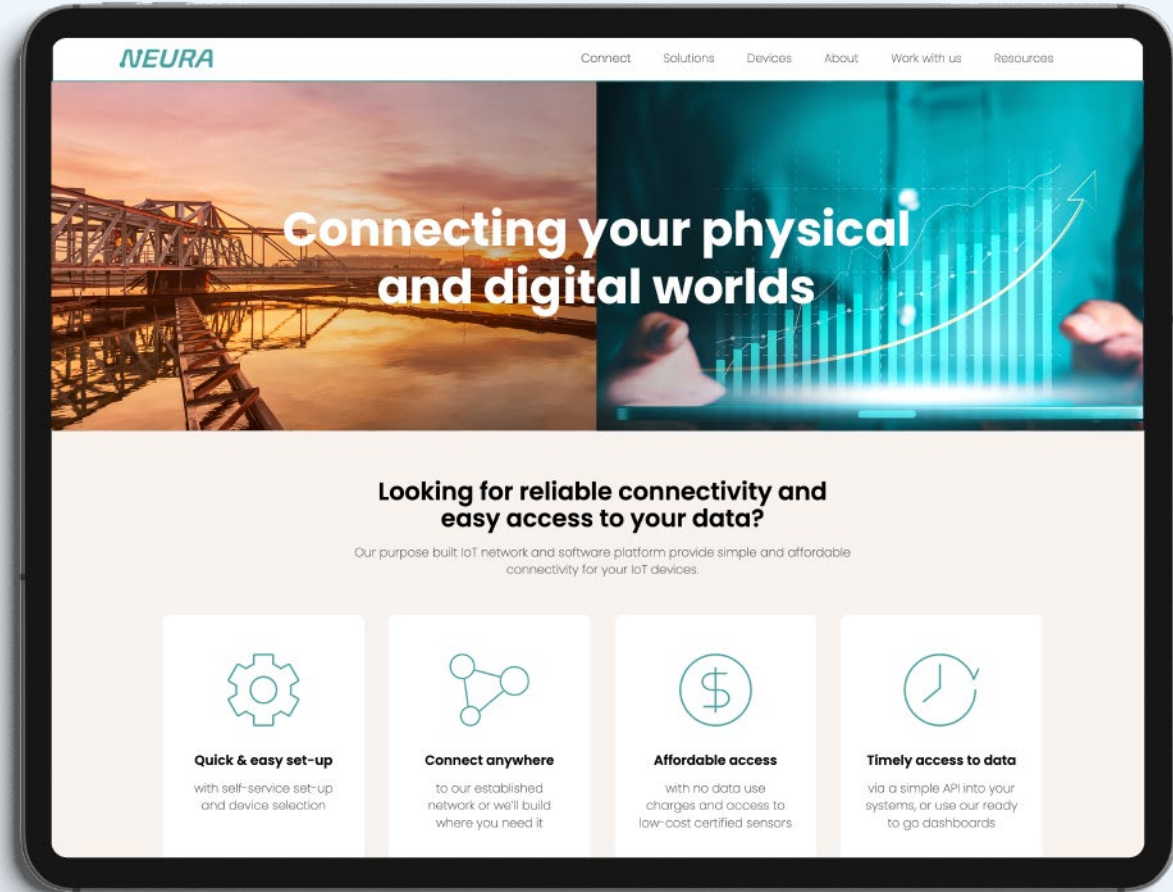 NEURA
Connect Solutions Devices About Work with us Resources
Connecting your physical
and digital worlds
Looking for reliable connectivity and
easy access to your data?
Our purpose built IoT network and software platform provide simple and affordable
connectivity for your IoT devices.
Quick & easy set-up
with self-service set-up
and device selection
Connect anywhere
to our established
network or we'll build
where you need it
Affordable access
with no data use
charges and access to
low-cost certified sensors
Timely access to data
via a simple API into your
systems, or use our ready
to go dashboards